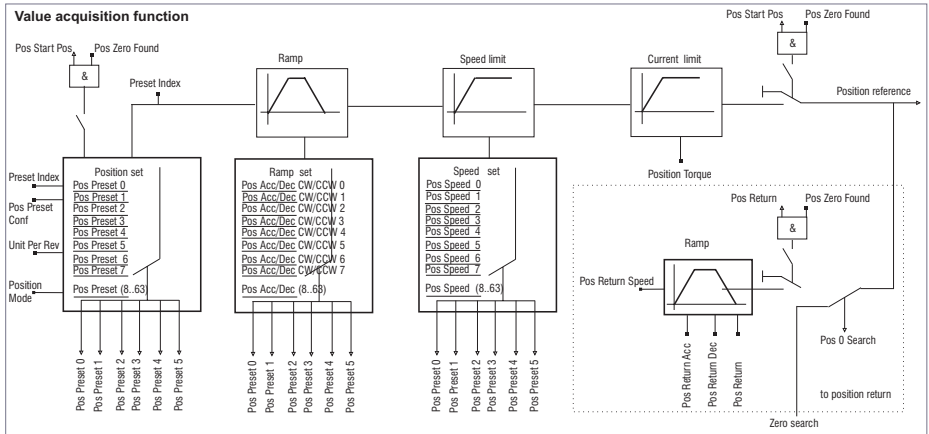 Value acquisition function
Pos Start Pos
Pos Zero Found
&
Preset Index
Ramp
Speed limit
Current limit
Pos Start Pos
Pos Zero Found
&
Position reference
Position Torque
Preset Index
Pos Preset
Conf
Unit Per Rev
Position
Mode
Position set
Pos Preset 0
Pos Preset 1
Pos Preset 2
Pos Preset 3
Pos Preset 4
Pos Preset 5
Pos Preset 6
Pos Preset 7
Pos Preset (8..63)
Pos Preset 0
Pos Preset 1
Pos Preset 2
Pos Preset 3
Pos Preset 4
Pos Preset 5
Ramp set
Pos Acc/Dec CW/CCW 0
Pos Acc/Dec CW/CCW 1
Pos Acc/Dec CW/CCW 2
Pos Acc/Dec CW/CCW 3
Pos Acc/Dec CW/CCW 4
Pos Acc/Dec CW/CCW 5
Pos Acc/Dec CW/CCW 6
Pos Acc/Dec CW/CCW 7
Pos Acc/Dec (8..63)
Pos Preset 0
Pos Preset 1
Pos Preset 2
Pos Preset 3
Pos Preset 4
Pos Preset 5
Speed set
Pos Speed 0
Pos Speed 1
Pos Speed 2
Pos Speed 3
Pos Speed 4
Pos Speed 5
Pos Speed 6
Pos Speed 7
Pos Speed (8..63)
Pos Preset 0
Pos Preset 1
Pos Preset 2
Pos Preset 3
Pos Preset 4
Pos Preset 5
Pos Return
Pos Zero Found
&
Ramp
Pos Return Speed
Pos Return Acc
Pos Return Dec
Pos Return
Pos 0 Search
to position return
Zero search